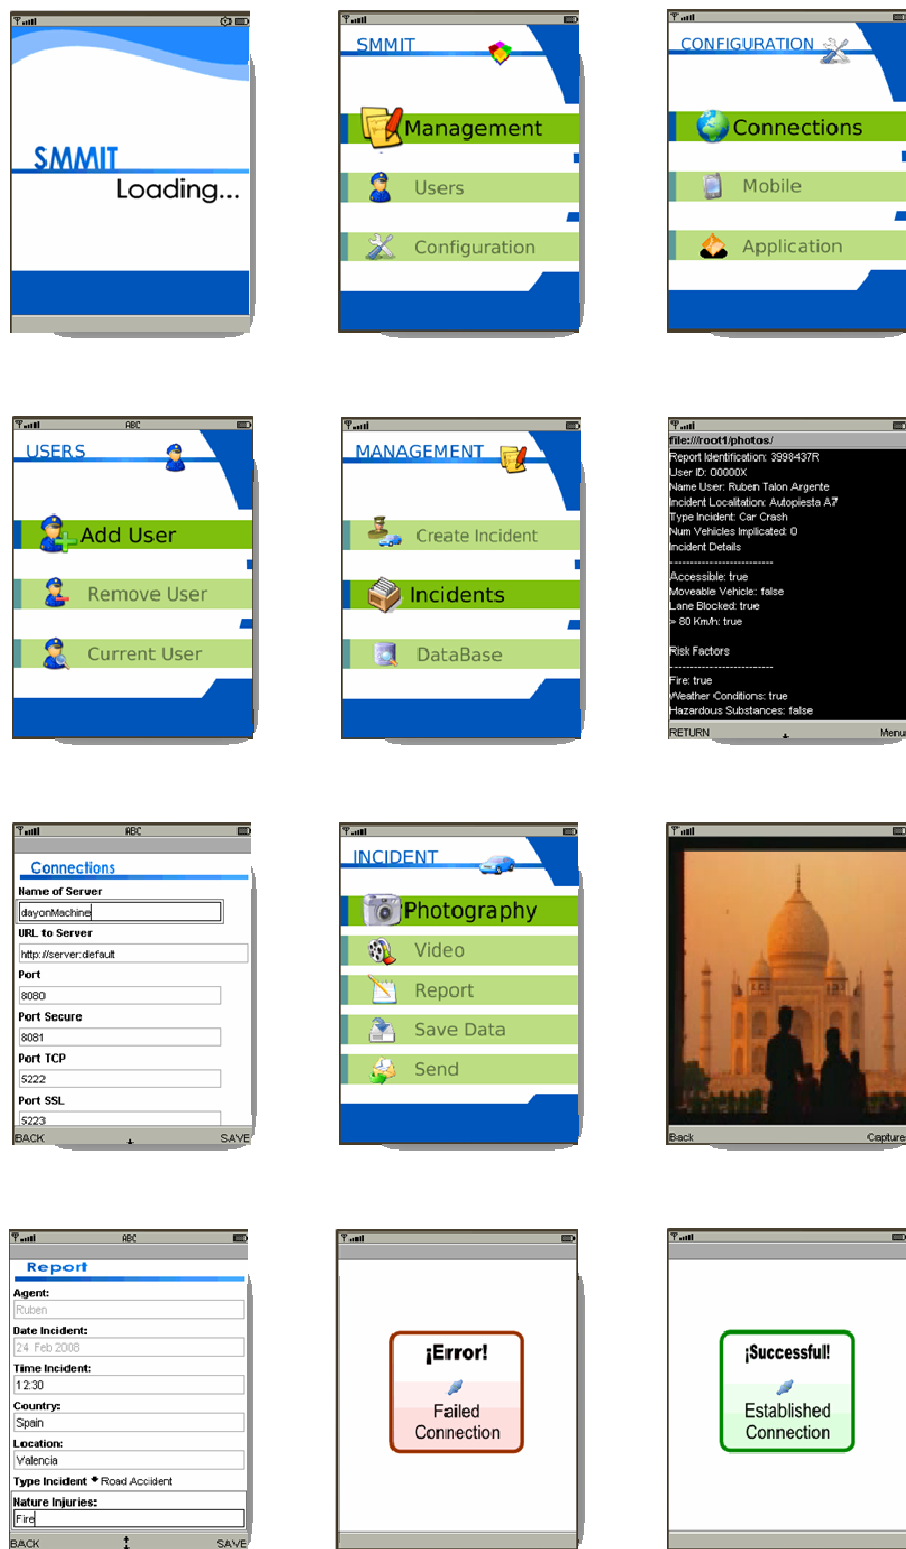 SMMIT
Loading...
SMMIT
Management
Users
Configuration
CONFIGURATION
Connections
Mobile
Application
ABC
USERS
Add User
Remove User
Current User
MANAGEMENT
Create Incident
Incidents
DataBase
file:///root1/photos/
Report Identification: 3998437R
User ID: 00000X
Name User: Ruben Talon Argente
Incident Localitation: Autopiesta A7
Type Incident: Car Crash
Num Vehicles Implicated: 0
Incident Details
--------------------------
Accessible: true
Moveable Vehicle: false
Lane Blocked: true
> 80 Km/h: true
Risk Factors
--------------------------
Fire: true
Weather Conditions: true
Hazardous Substances: false
RETURN Menu
ABC
Connections
Name of Server
dayonMachine
URL to Server
http://server:default
Port
8080
Port Secure
8081
Port TCP
5222
Port SSL
5223
BACK SAVE
INCIDENT
Photography
Video
Report
Save Data
Send
Back Capture
ABC
Report
Agent:
Ruben
Date Incident:
24 Feb 2008
Time Incident:
12:30
Country:
Spain
Location:
Valencia
Type Incident Road Accident
Nature Injuries:
Fire
BACK SAVE
¡Error!
Failed
Connection
¡Successful!
Established
Connection